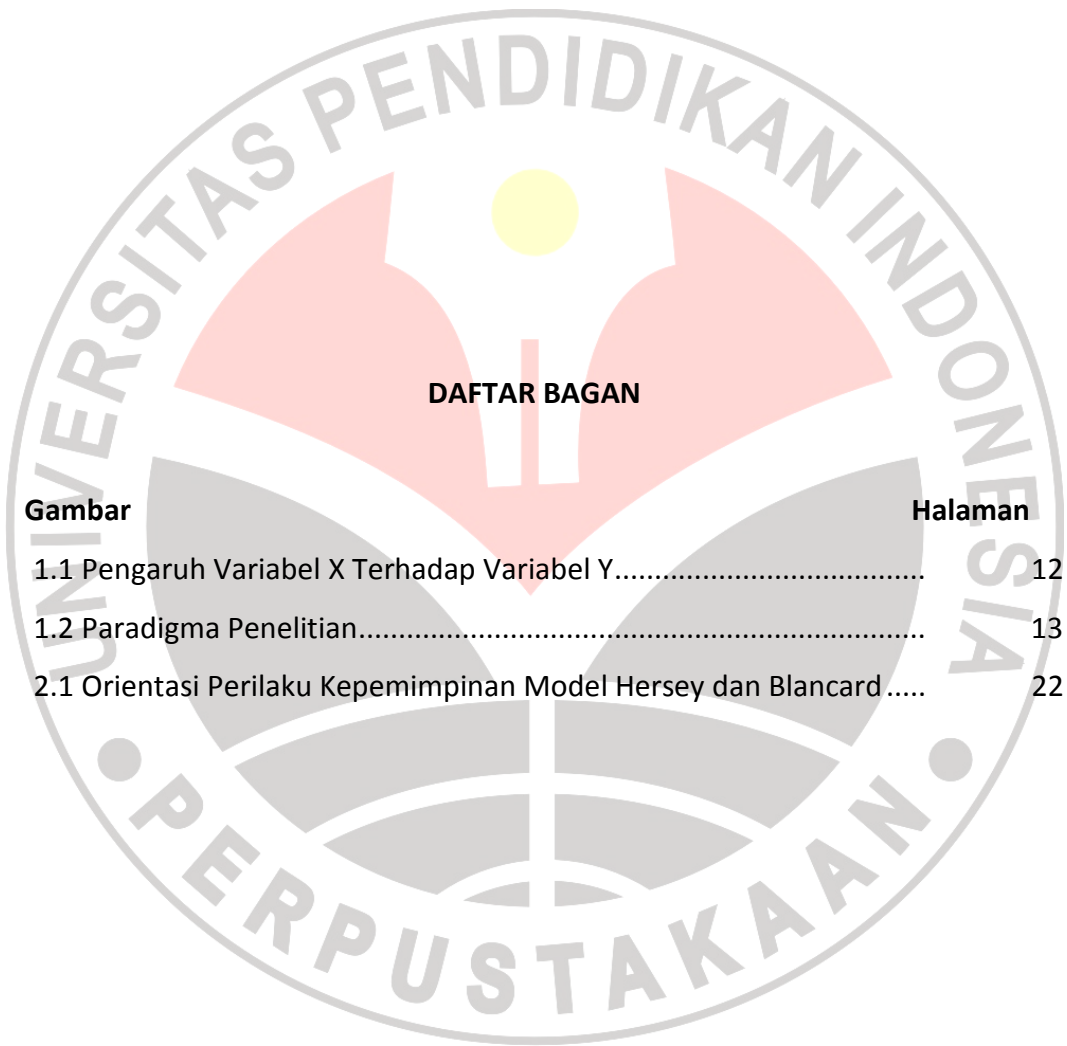 UNIVERSITAS PENDIDIKAN INDONESIA
DAFTAR BAGAN
Gambar Halaman
1.1 Pengaruh Variabel X Terhadap Variabel Y....................................... 12
1.2 Paradigma Penelitian........................................................................ 13
2.1 Orientasi Perilaku Kepemimpinan Model Hersey dan Blancard..... 22
PERPUSTAKAAN